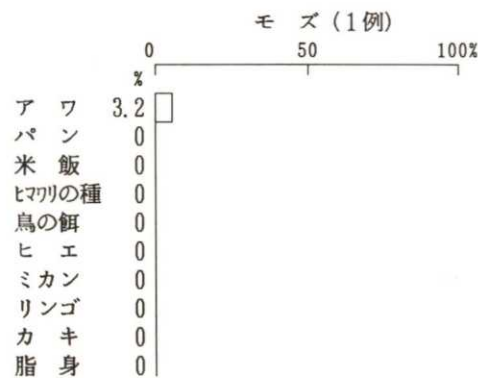 モズ(1例)
0 50 100%
%
アワ 3.2
パン 0
米飯 0
ヒマワリの種 0
鳥の餌 0
ヒエ 0
ミカン 0
リンゴ 0
カキ 0
脂身 0